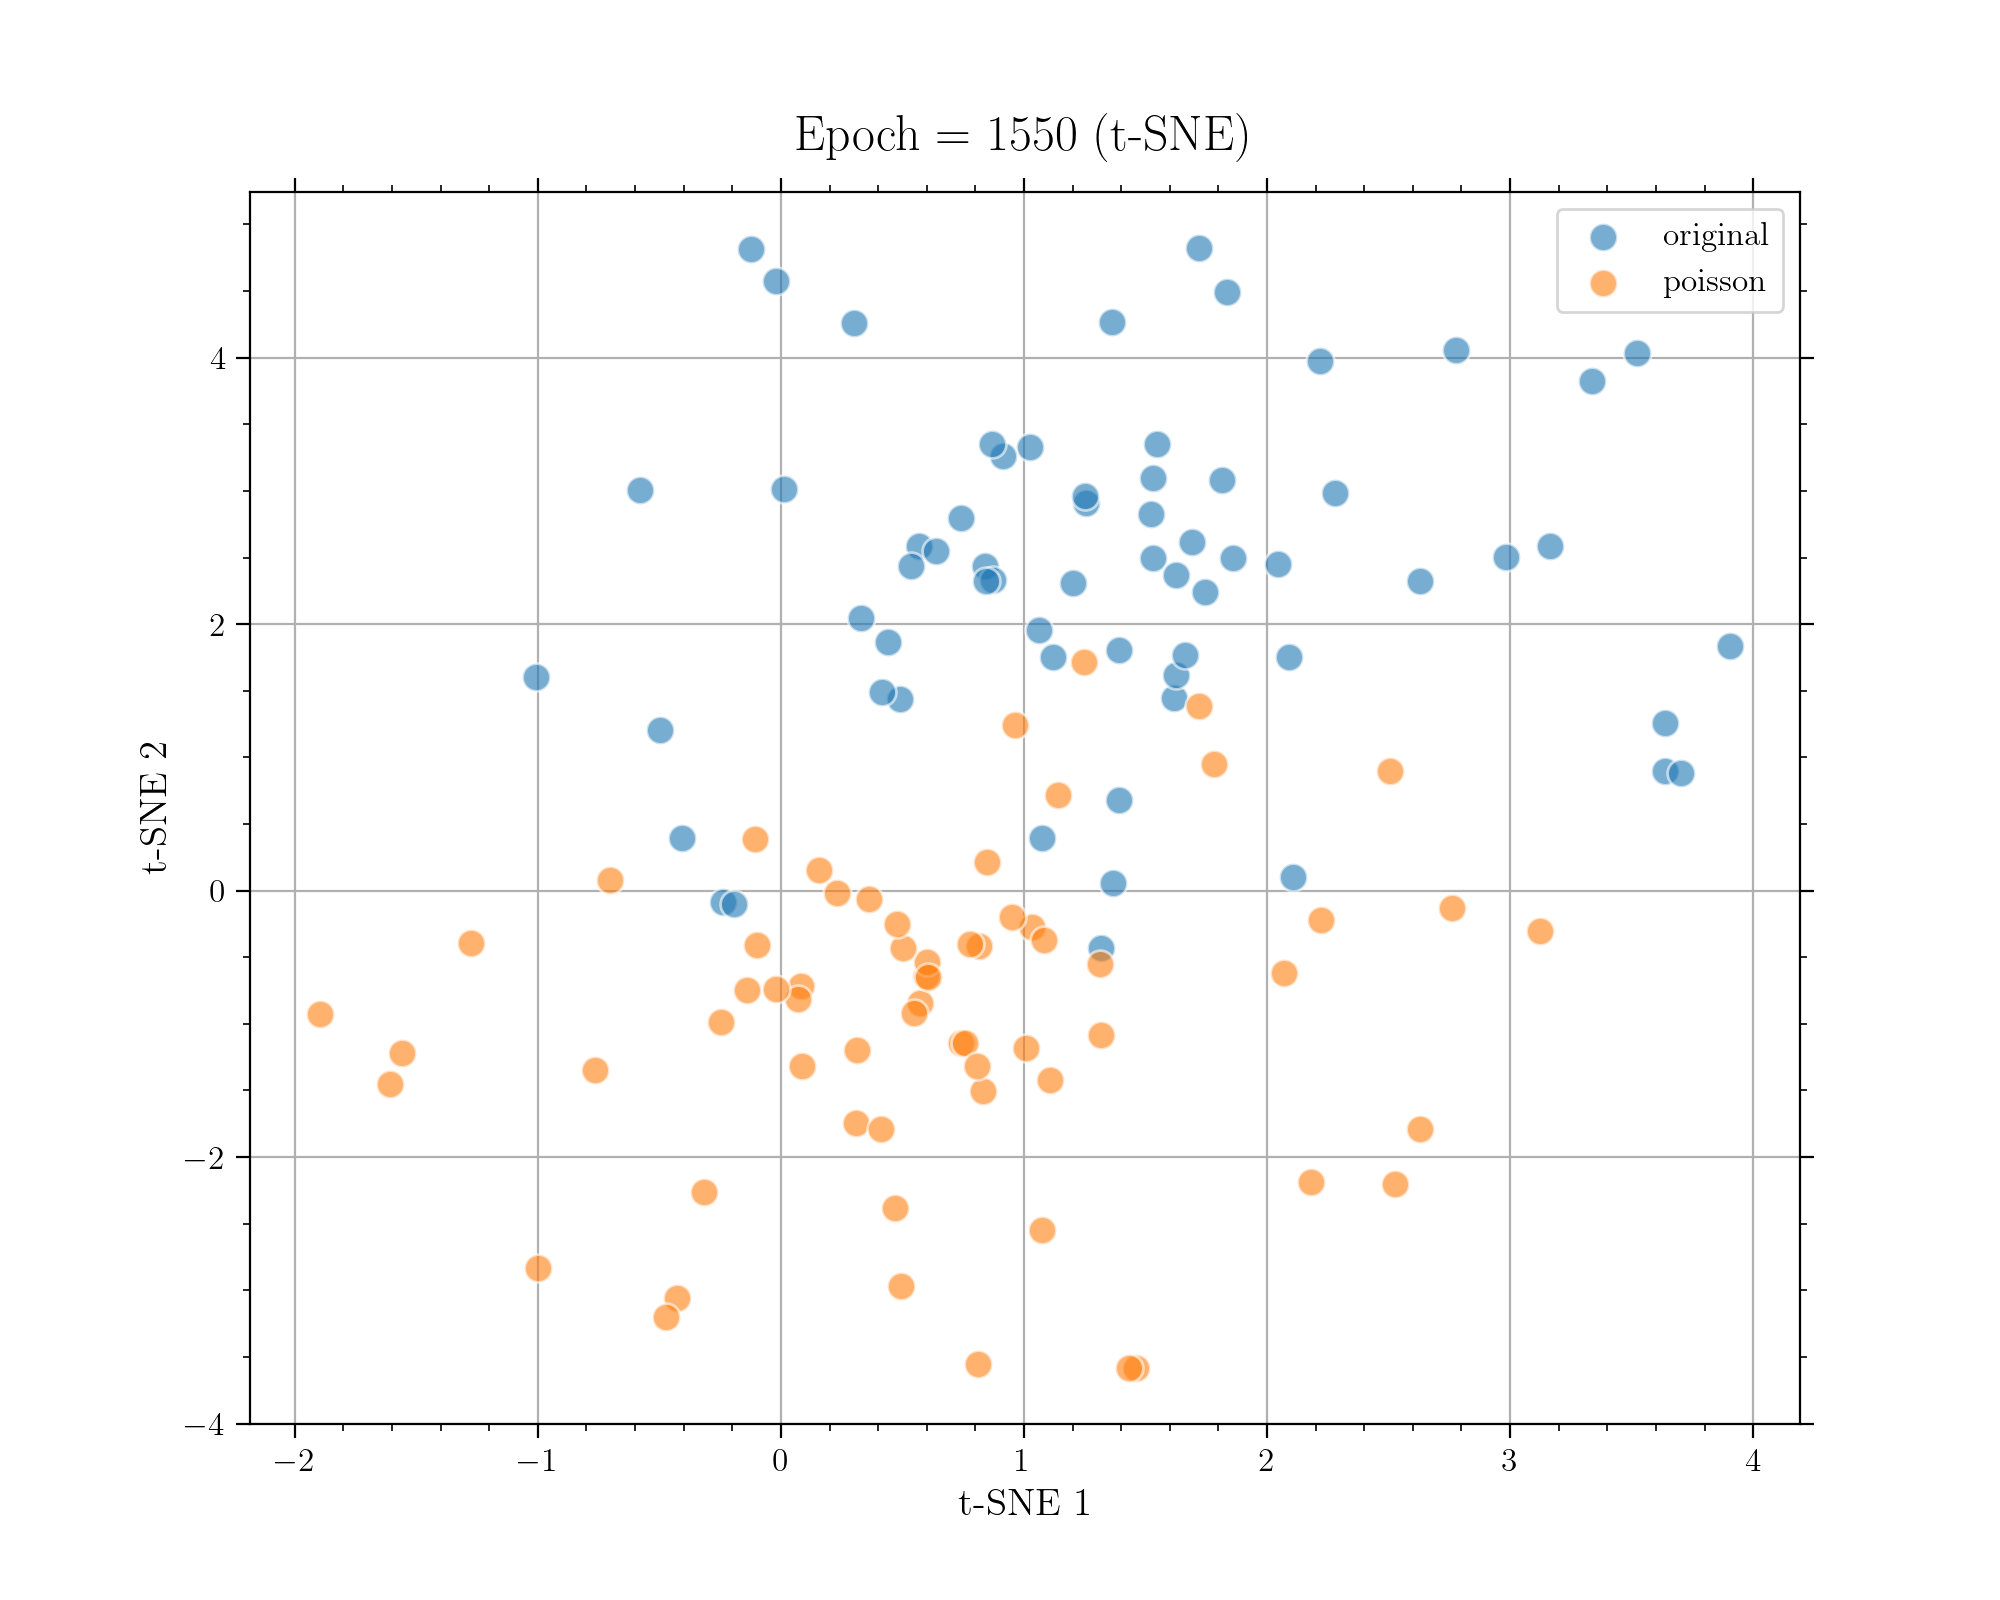 Epoch = 1550 (t-SNE)
original
poisson
4
2
0
−2
−4
t-SNE 2
−2 −1 0 1 2 3 4
t-SNE 1